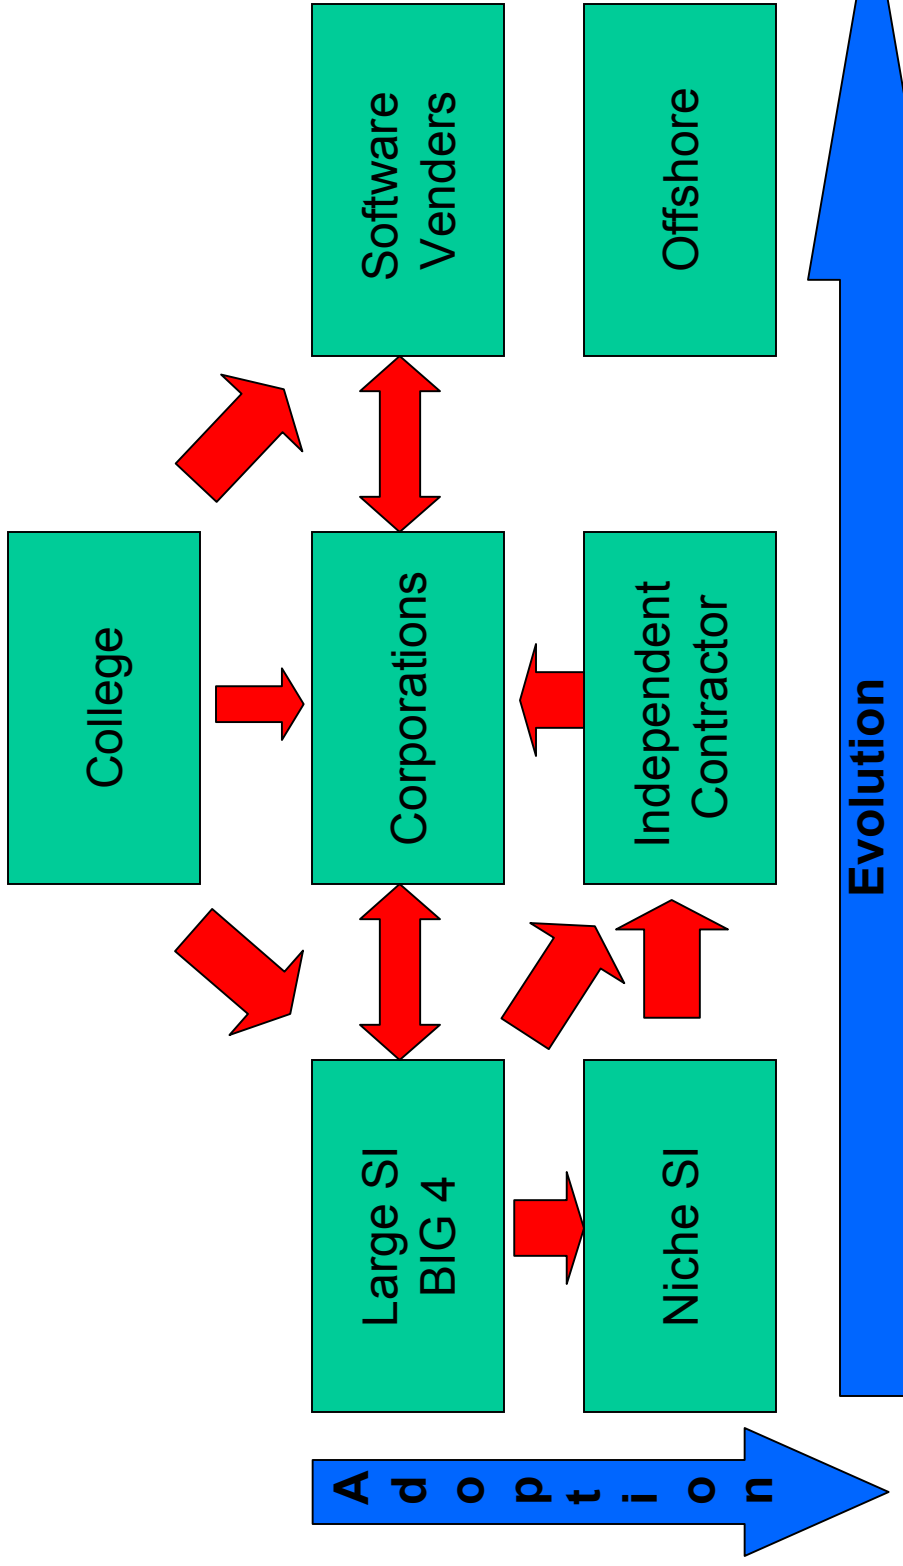 College
Adoption
Large SI
BIG 4
Corporations
Software
Venders
Niche SI
Independent
Contractor
Offshore
Evolution